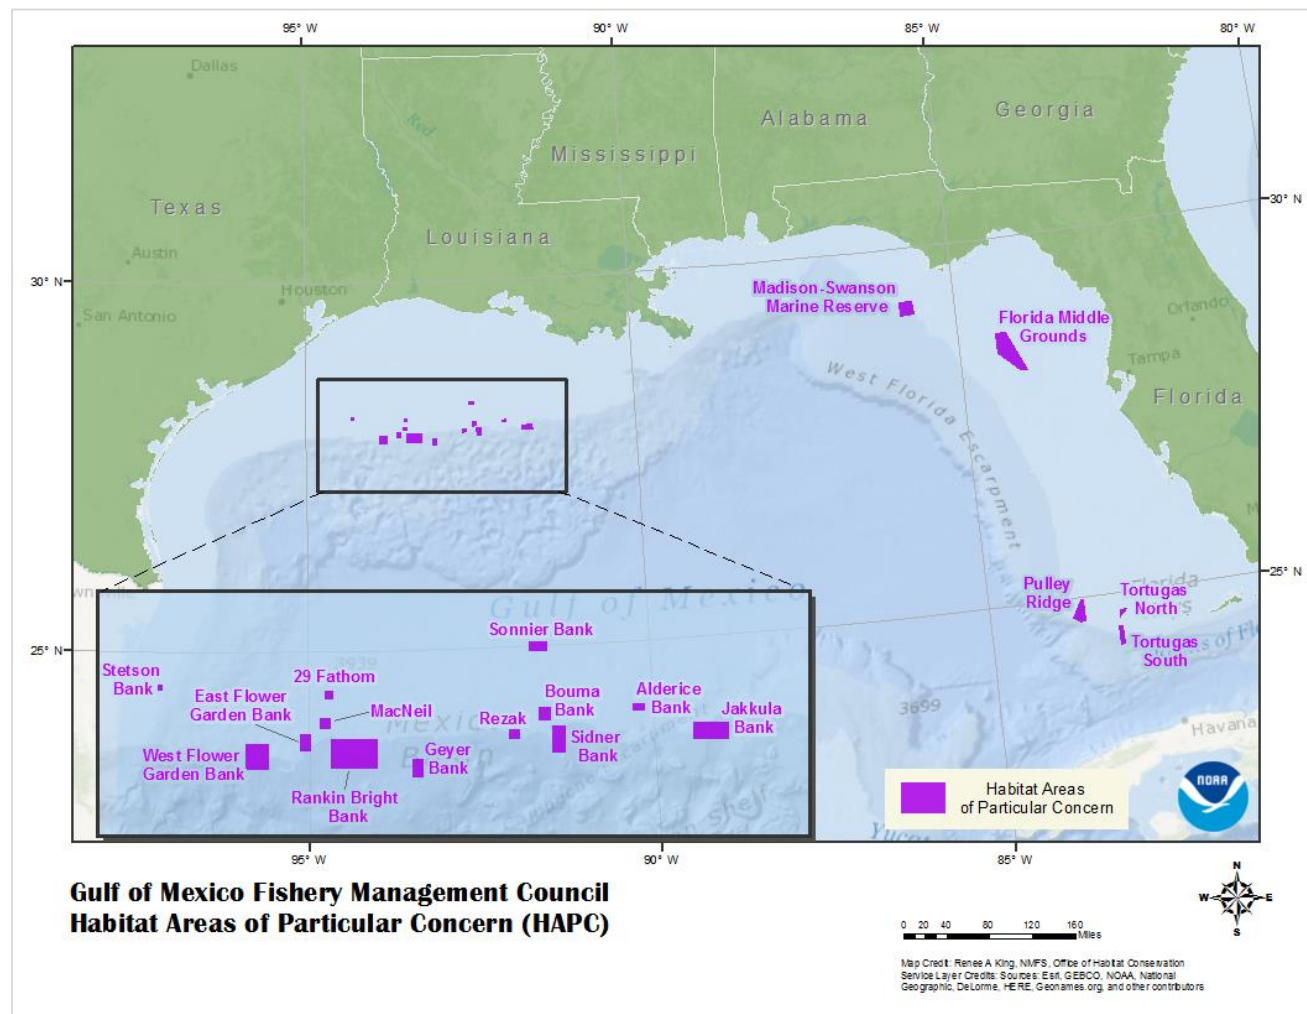 95° W
90° W
85° W
80° W
Dallas
Red
Alabama
Georgia
Mississippi
Texas
30° N
Louisiana
Austin
30° N
Houston
Madison-Swanson
Marine Reserve
San Antonio
Orlando
Florida Middle
Grounds
Tampa
West Florida Escarpment
Florida
25° N
Pulley
Ridge
Florida
Tortugas
North
Gulf of Mexico
Tortugas
South
25° N
Sonnier Bank
3939
Stetson
Bank
29 Fathom
East Flower
Garden Bank
MacNeil
Bouma
Bank
Alderice
Bank
Rezak
Jakkula
Bank
3699
Havana
West Flower
Garden Bank
Geyer
Bank
Sidner
Bank
Rankin Bright
Bank
Habitat Areas
of Particular Concern
NOAA
95° W
90° W
85° W
Gulf of Mexico Fishery Management Council
Habitat Areas of Particular Concern (HAPC)
N
W
E
S
0 20 40 80 120 160
Miles
Map Credit: Renee A King, NMFS, Office of Habitat Conservation
Service Layer Credits: Sources: Esri, GEBCO, NOAA, National
Geographic, DeLorme, HERE, Geonames.org, and other contributors